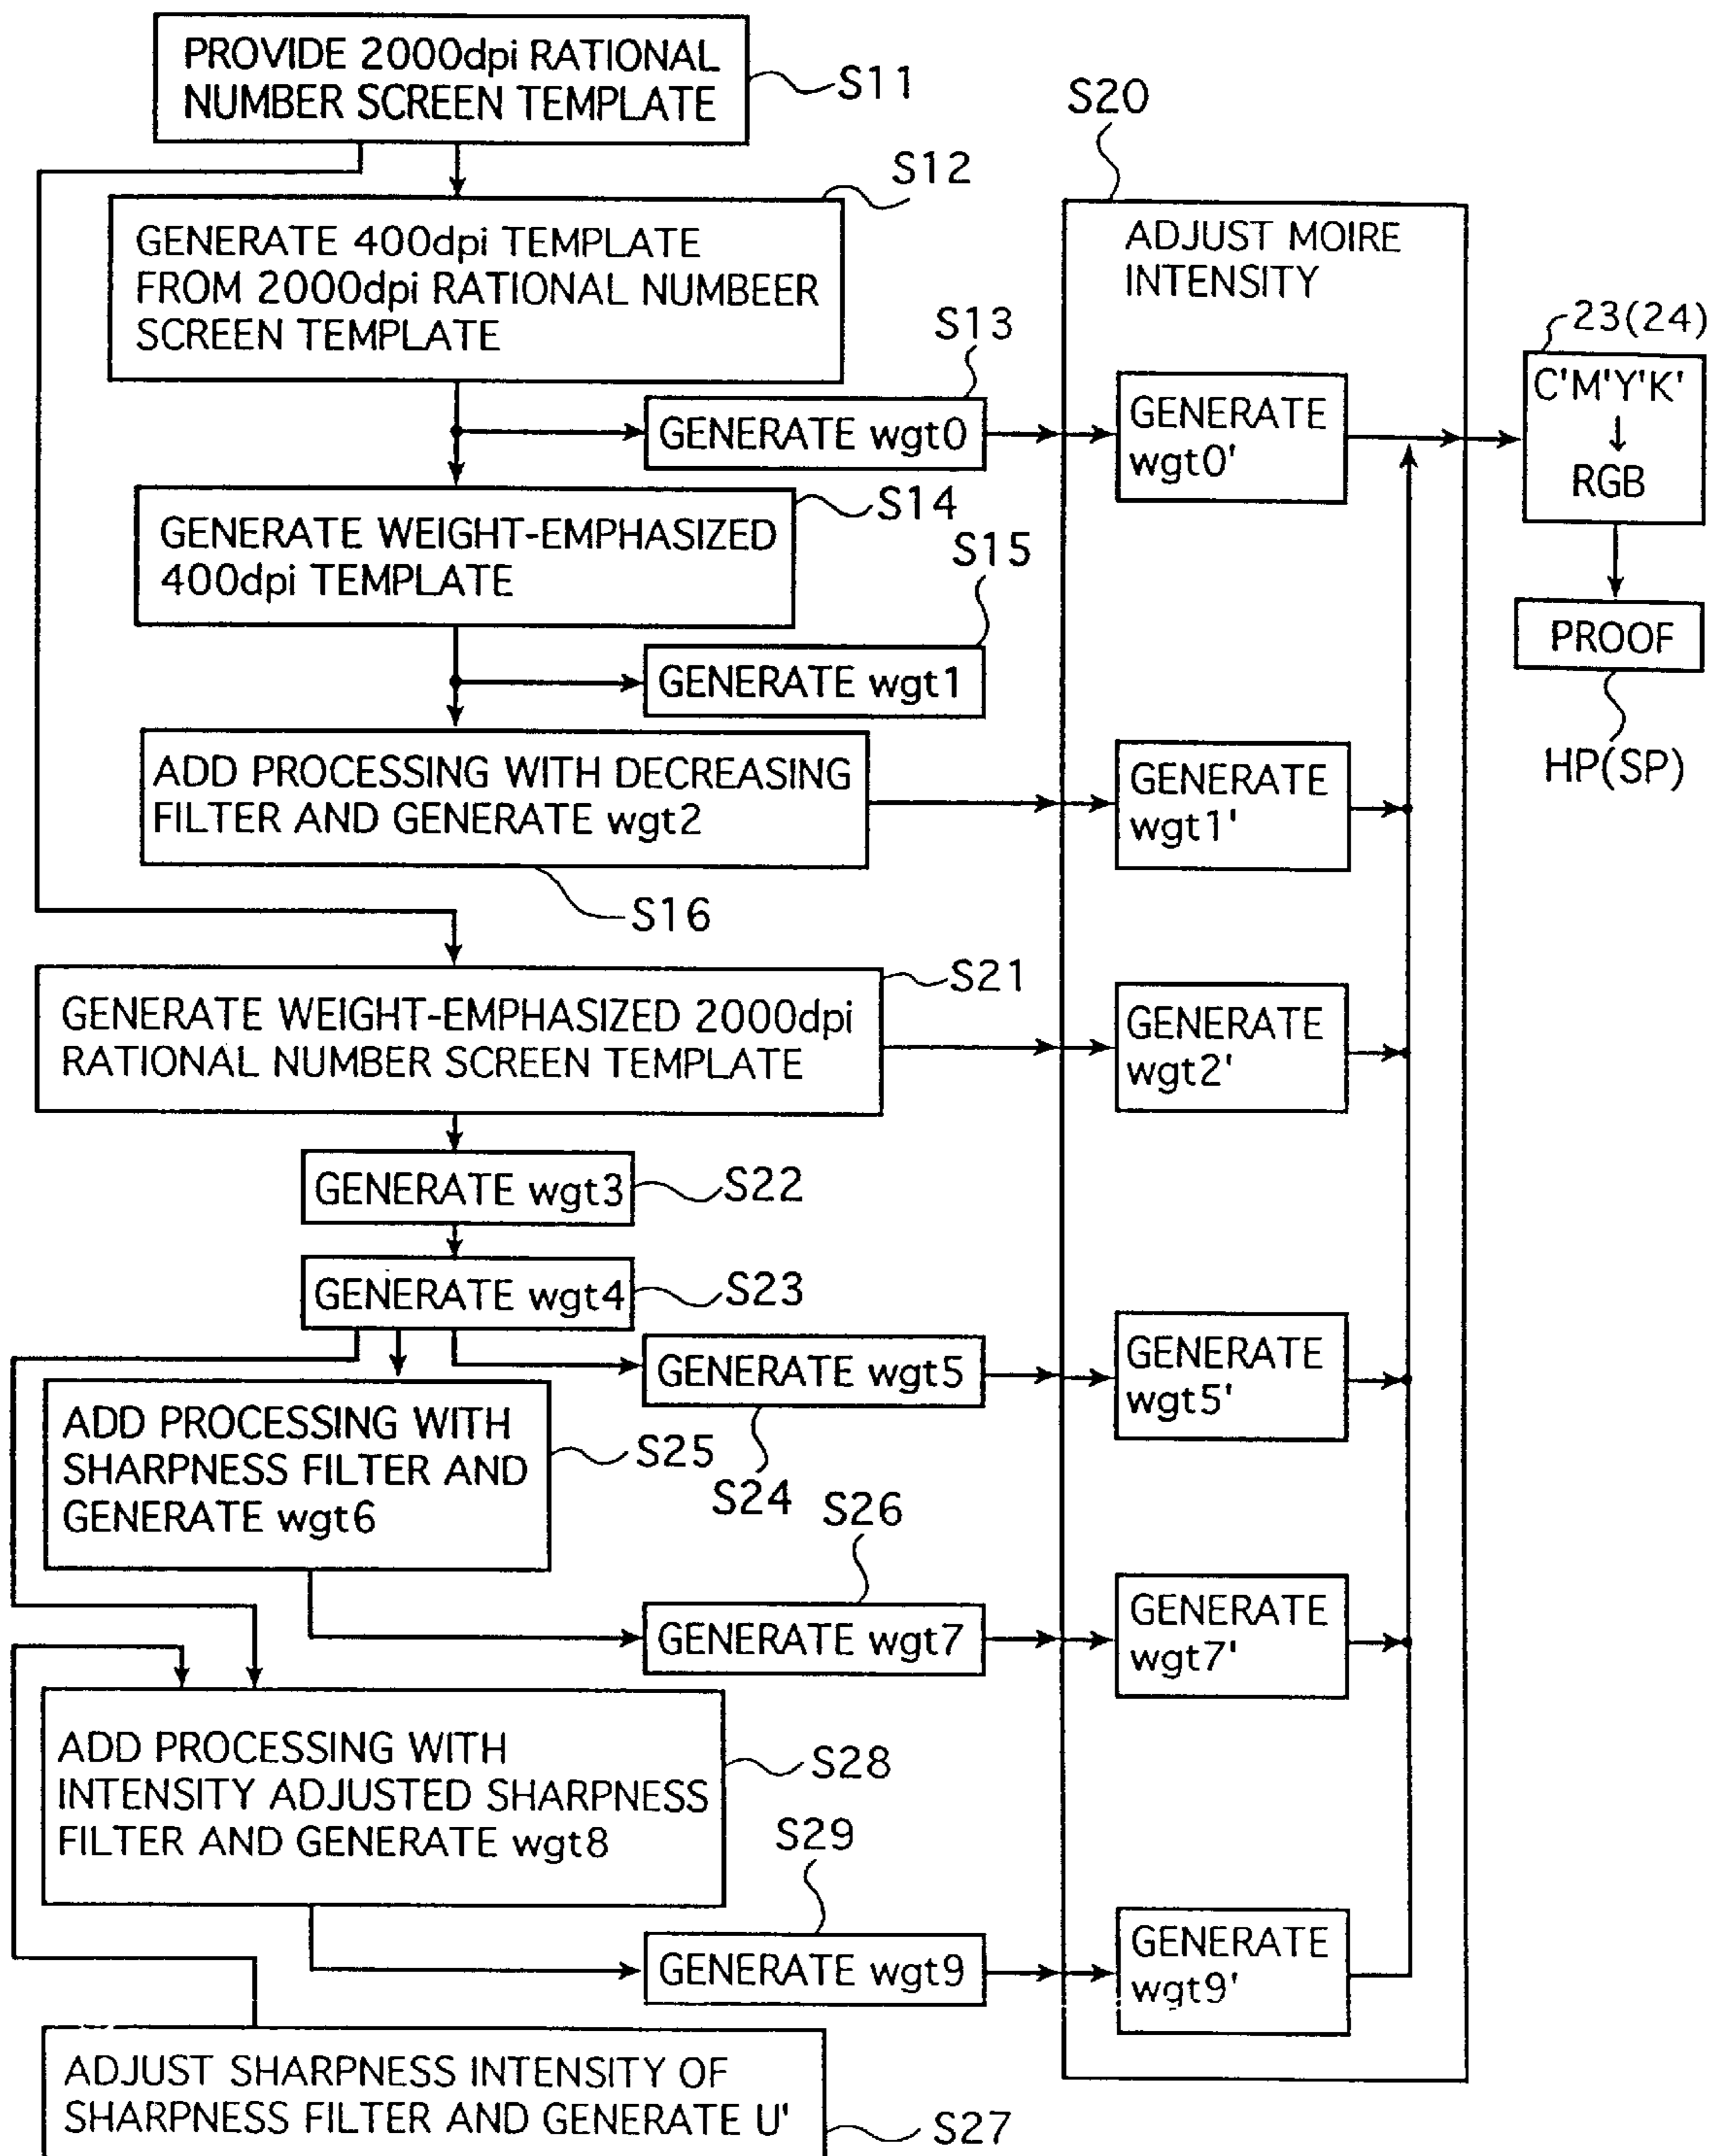 PROVIDE 2000dpi RATIONAL
NUMBER SCREEN TEMPLATE
S11
S12
GENERATE 400dpi TEMPLATE
FROM 2000dpi RATIONAL NUMBEER
SCREEN TEMPLATE
S13
GENERATE wgt0
S14
GENERATE WEIGHT-EMPHASIZED
400dpi TEMPLATE
S15
GENERATE wgt1
ADD PROCESSING WITH DECREASING
FILTER AND GENERATE wgt2
S16
S21
GENERATE WEIGHT-EMPHASIZED 2000dpi
RATIONAL NUMBER SCREEN TEMPLATE
GENERATE wgt3
S22
GENERATE wgt4
S23
GENERATE wgt5
S24
ADD PROCESSING WITH
SHARPNESS FILTER AND
GENERATE wgt6
S25
S26
GENERATE wgt7
ADD PROCESSING WITH
INTENSITY ADJUSTED SHARPNESS
FILTER AND GENERATE wgt8
S28
S29
GENERATE wgt9
ADJUST SHARPNESS INTENSITY OF
SHARPNESS FILTER AND GENERATE U'
S27
S20
ADJUST MOIRE
INTENSITY
GENERATE
wgt0'
GENERATE
wgt1'
GENERATE
wgt2'
GENERATE
wgt5'
GENERATE
wgt7'
GENERATE
wgt9'
23(24)
C'M'Y'K'
↓
RGB
PROOF
HP(SP)